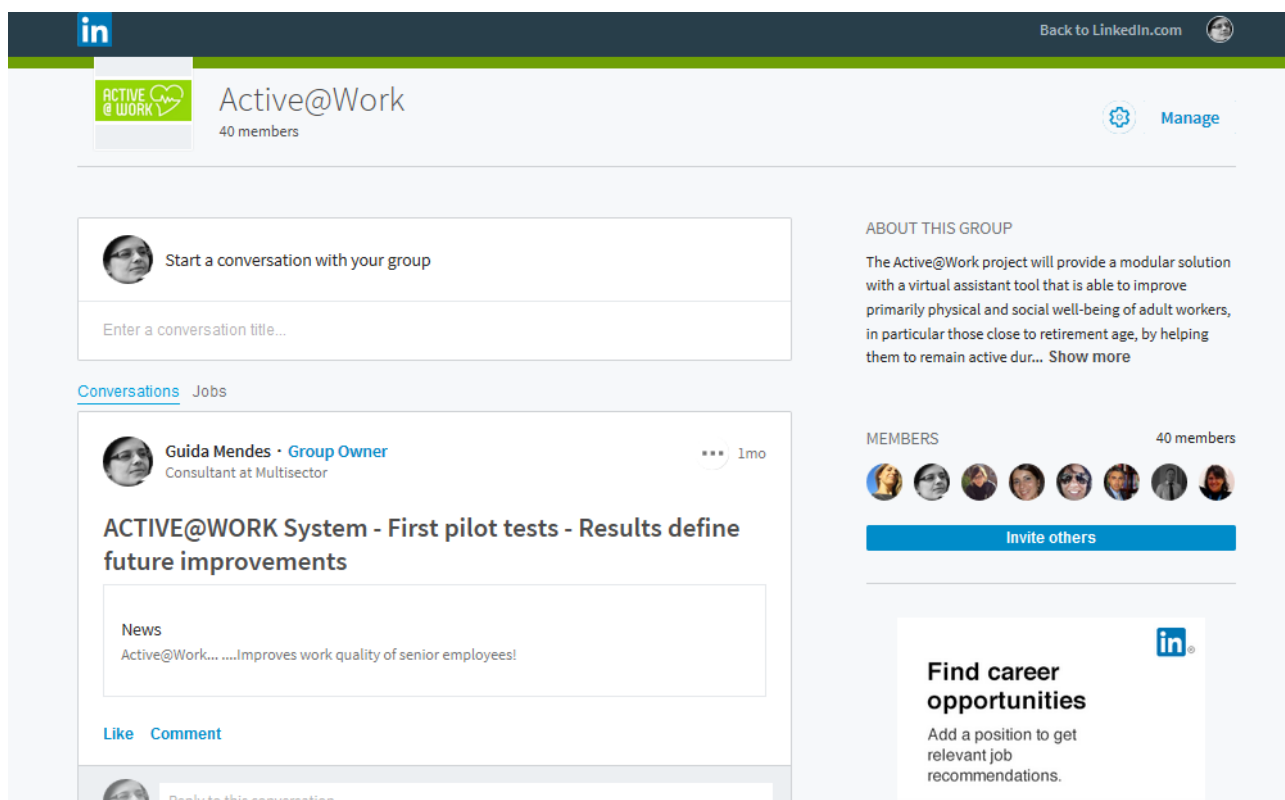 in
Back to LinkedIn.com
ACTIVE
@ WORK
Active@Work
40 members
Manage
Start a conversation with your group
Enter a conversation title...
Conversations Jobs
Guida Mendes · Group Owner
Consultant at Multisector
1mo
ACTIVE@WORK System - First pilot tests - Results define
future improvements
News
Active@Work... ....Improves work quality of senior employees!
Like Comment
Reply to this conversation
ABOUT THIS GROUP
The Active@Work project will provide a modular solution
with a virtual assistant tool that is able to improve
primarily physical and social well-being of adult workers,
in particular those close to retirement age, by helping
them to remain active dur... Show more
MEMBERS 40 members
Invite others
in
Find career
opportunities
Add a position to get
relevant job
recommendations.